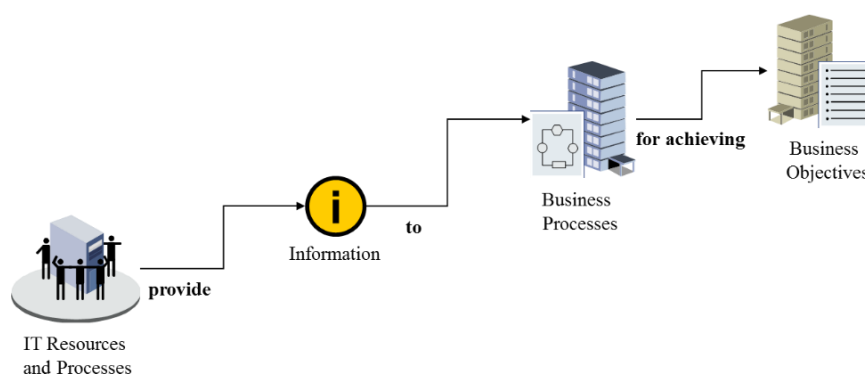 IT Resources
and Processes
provide
i
Information
to
Business
Processes
for achieving
Business
Objectives